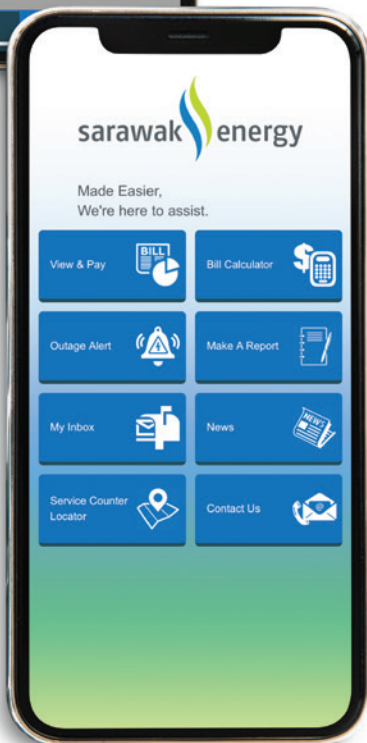 sarawak energy
Made Easier,
We're here to assist.
View & Pay
BILL
Bill Calculator
$
Outage Alert
Make A Report
My Inbox
News
NEWS
Service Counter
Locator
Contact Us
@